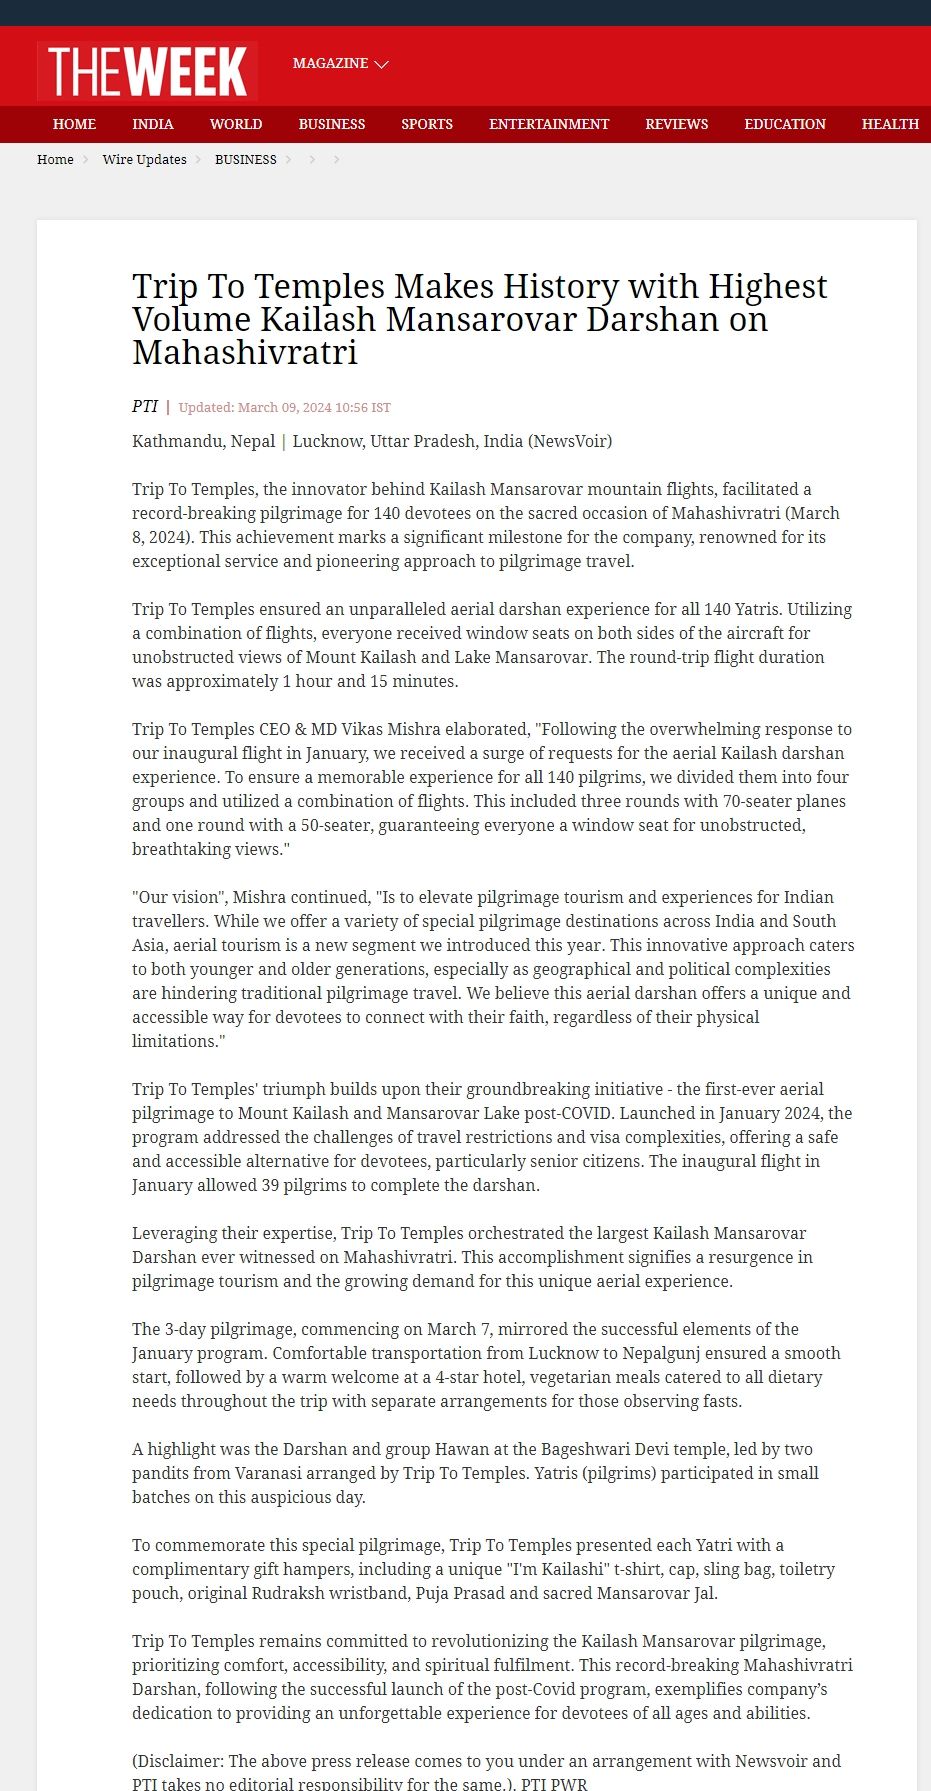 THEWEEK
MAGAZINE
HOME INDIA WORLD BUSINESS SPORTS ENTERTAINMENT REVIEWS EDUCATION HEALTH
Home > Wire Updates > BUSINESS > > >
Trip To Temples Makes History with Highest
Volume Kailash Mansarovar Darshan on
Mahashivratri
PTI | Updated: March 09, 2024 10:56 IST
Kathmandu, Nepal | Lucknow, Uttar Pradesh, India (NewsVoir)
Trip To Temples, the innovator behind Kailash Mansarovar mountain flights, facilitated a
record-breaking pilgrimage for 140 devotees on the sacred occasion of Mahashivratri (March
8, 2024). This achievement marks a significant milestone for the company, renowned for its
exceptional service and pioneering approach to pilgrimage travel.
Trip To Temples ensured an unparalleled aerial darshan experience for all 140 Yatris. Utilizing
a combination of flights, everyone received window seats on both sides of the aircraft for
unobstructed views of Mount Kailash and Lake Mansarovar. The round-trip flight duration
was approximately 1 hour and 15 minutes.
Trip To Temples CEO & MD Vikas Mishra elaborated, "Following the overwhelming response to
our inaugural flight in January, we received a surge of requests for the aerial Kailash darshan
experience. To ensure a memorable experience for all 140 pilgrims, we divided them into four
groups and utilized a combination of flights. This included three rounds with 70-seater planes
and one round with a 50-seater, guaranteeing everyone a window seat for unobstructed,
breathtaking views."
"Our vision", Mishra continued, "Is to elevate pilgrimage tourism and experiences for Indian
travellers. While we offer a variety of special pilgrimage destinations across India and South
Asia, aerial tourism is a new segment we introduced this year. This innovative approach caters
to both younger and older generations, especially as geographical and political complexities
are hindering traditional pilgrimage travel. We believe this aerial darshan offers a unique and
accessible way for devotees to connect with their faith, regardless of their physical
limitations."
Trip To Temples' triumph builds upon their groundbreaking initiative - the first-ever aerial
pilgrimage to Mount Kailash and Mansarovar Lake post-COVID. Launched in January 2024, the
program addressed the challenges of travel restrictions and visa complexities, offering a safe
and accessible alternative for devotees, particularly senior citizens. The inaugural flight in
January allowed 39 pilgrims to complete the darshan.
Leveraging their expertise, Trip To Temples orchestrated the largest Kailash Mansarovar
Darshan ever witnessed on Mahashivratri. This accomplishment signifies a resurgence in
pilgrimage tourism and the growing demand for this unique aerial experience.
The 3-day pilgrimage, commencing on March 7, mirrored the successful elements of the
January program. Comfortable transportation from Lucknow to Nepalgunj ensured a smooth
start, followed by a warm welcome at a 4-star hotel, vegetarian meals catered to all dietary
needs throughout the trip with separate arrangements for those observing fasts.
A highlight was the Darshan and group Hawan at the Bageshwari Devi temple, led by two
pandits from Varanasi arranged by Trip To Temples. Yatris (pilgrims) participated in small
batches on this auspicious day.
To commemorate this special pilgrimage, Trip To Temples presented each Yatri with a
complimentary gift hampers, including a unique "I'm Kailashi" t-shirt, cap, sling bag, toiletry
pouch, original Rudraksh wristband, Puja Prasad and sacred Mansarovar Jal.
Trip To Temples remains committed to revolutionizing the Kailash Mansarovar pilgrimage,
prioritizing comfort, accessibility, and spiritual fulfilment. This record-breaking Mahashivratri
Darshan, following the successful launch of the post-Covid program, exemplifies company’s
dedication to providing an unforgettable experience for devotees of all ages and abilities.
(Disclaimer: The above press release comes to you under an arrangement with Newsvoir and
PTI takes no editorial responsibility for the same.). PTI PWR